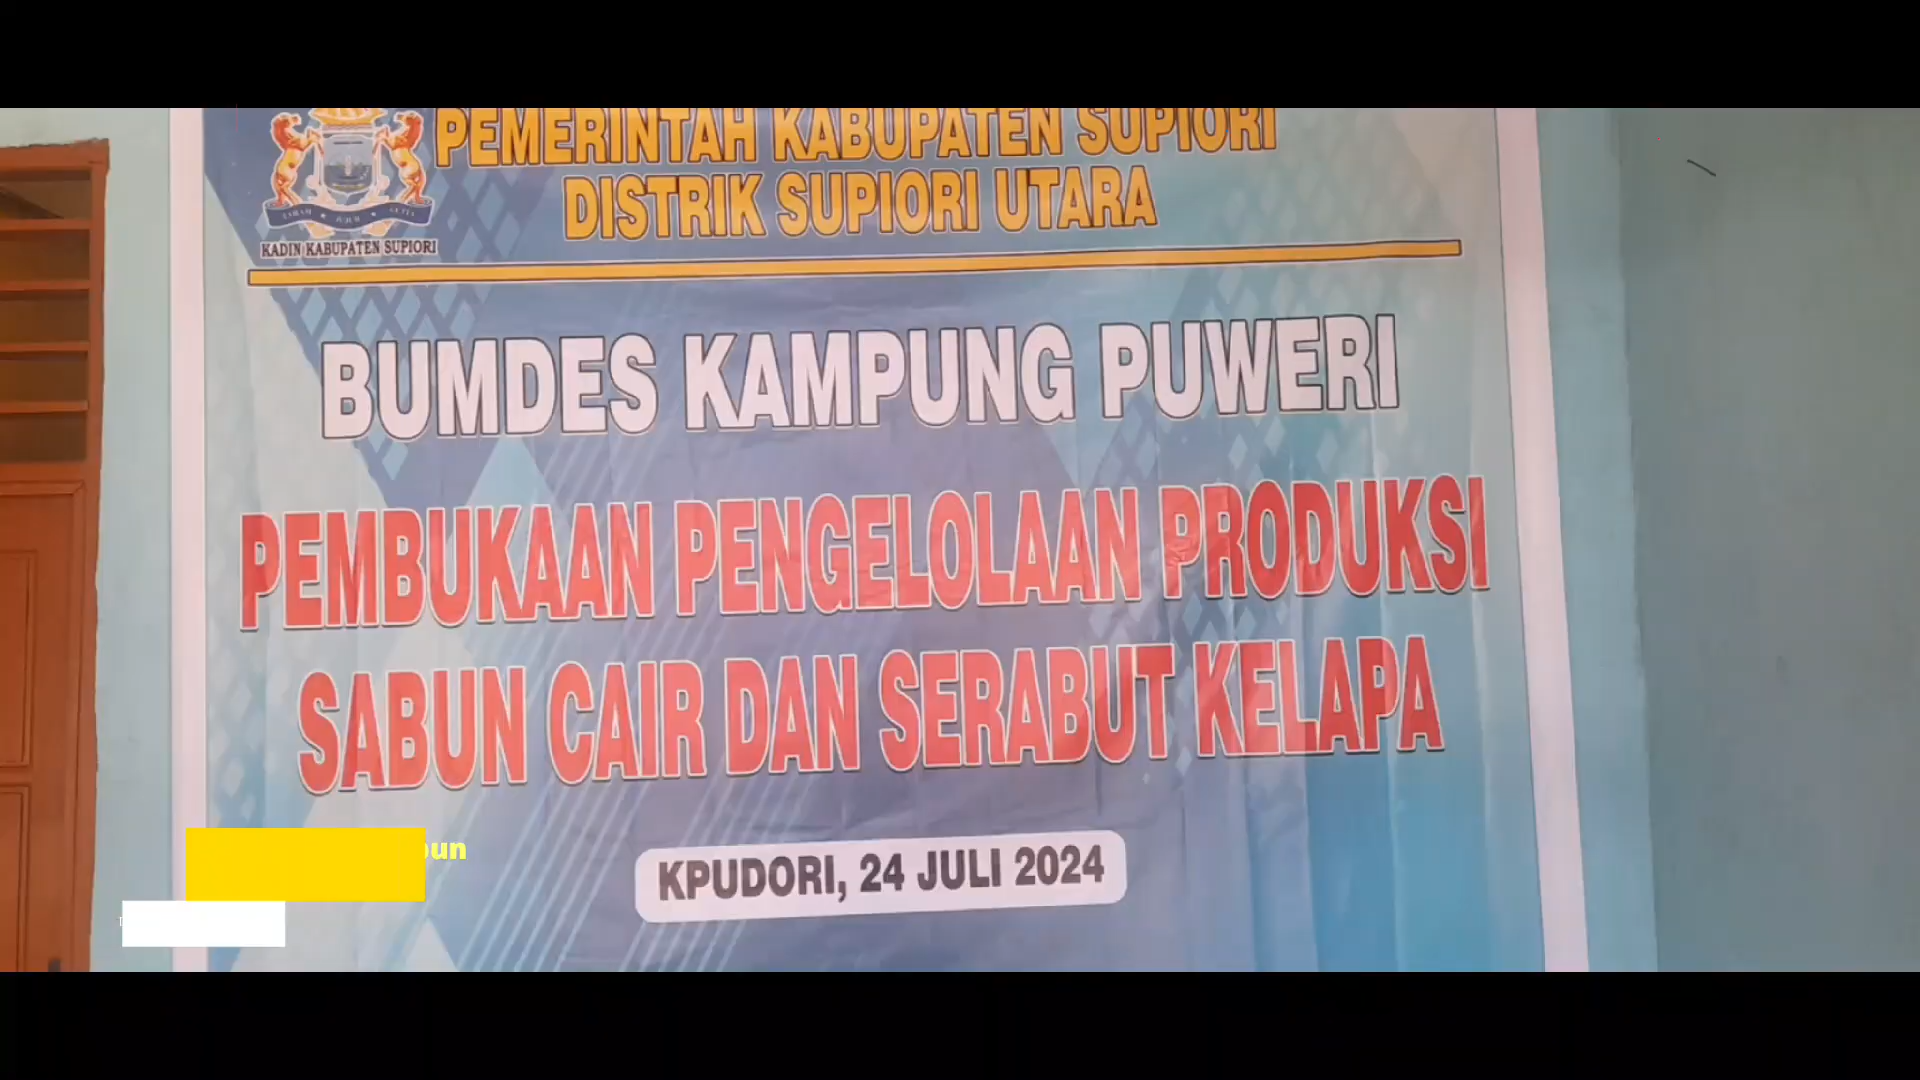 PEMERINTAH KABUPATEN SUPIORI
DISTRIK SUPIORI UTARA
KADIN KABUPATEN SUPIORI
BUMDES KAMPUNG PUWERI
PEMBUKAAN PENGELOLAAN PRODUKSI
SABUN CAIR DAN SERABUT KELAPA
KPUDORI, 24 JULI 2024